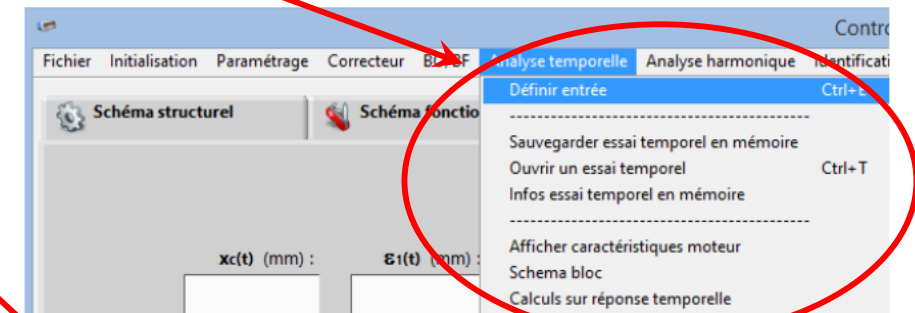 Contro
Fichier Initialisation Paramétrage Correcteur BO/BF Analyse temporelle Analyse harmonique Identificati
Schéma structurel Schéma fonctio
Définir entrée Ctrl+E
---------------------------------------------
Sauvegarder essai temporel en mémoire
Ouvrir un essai temporel Ctrl+T
Infos essai temporel en mémoire
---------------------------------------------
Afficher caractéristiques moteur
Schema bloc
Calculs sur réponse temporelle
xc(t) (mm) : ε1(t) (mm) :